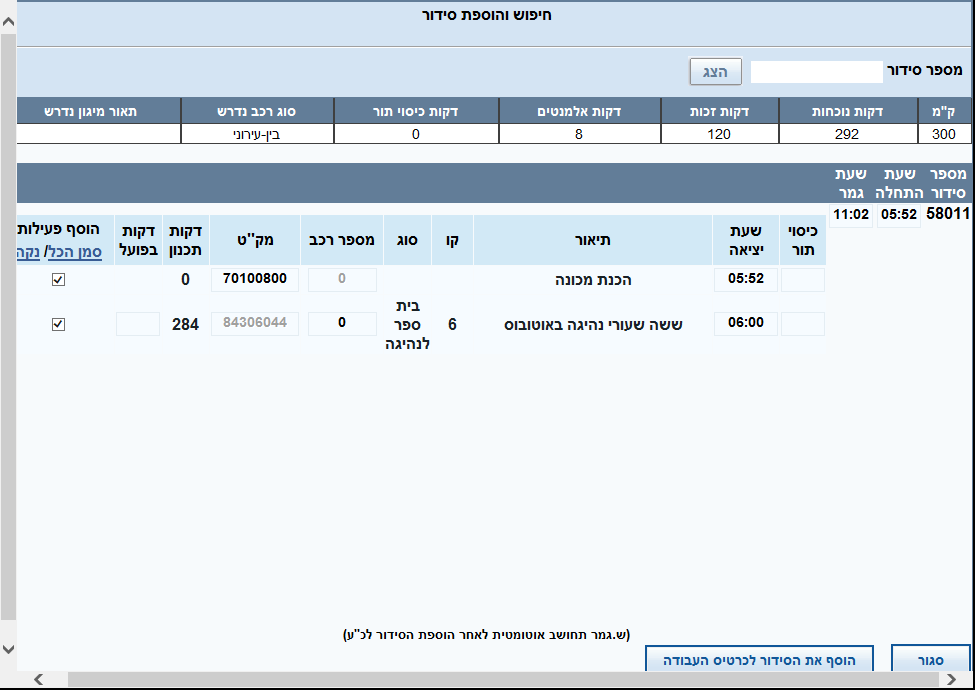 חיפוש והוספת סידור
מספר סידור הצג
ק"מ דקות נוכחות דקות זכות דקות אלמנטים דקות כיסוי תור סוג רכב נדרש תאור מיגון נדרש
300 292 120 8 0 בין-עירוני
מספר שעת שעת
סידור התחלה גמר
58011 05:52 11:02
כיסוי שעת תיאור קו סוג מספר רכב מק"ט דקות דקות הוסף פעילות
תור יציאה תכנון בפועל סמן הכל/ נקה
05:52 הכנת מכונה 0 70100800 0
בית
06:00 ששה שעורי נהיגה באוטובוס 6 ספר 0 84306044 284
לנהיגה
(ש.גמר תחושב אוטומטית לאחר הוספת הסידור לכ"ע)
סגור הוסף את הסידור לכרטיס העבודה